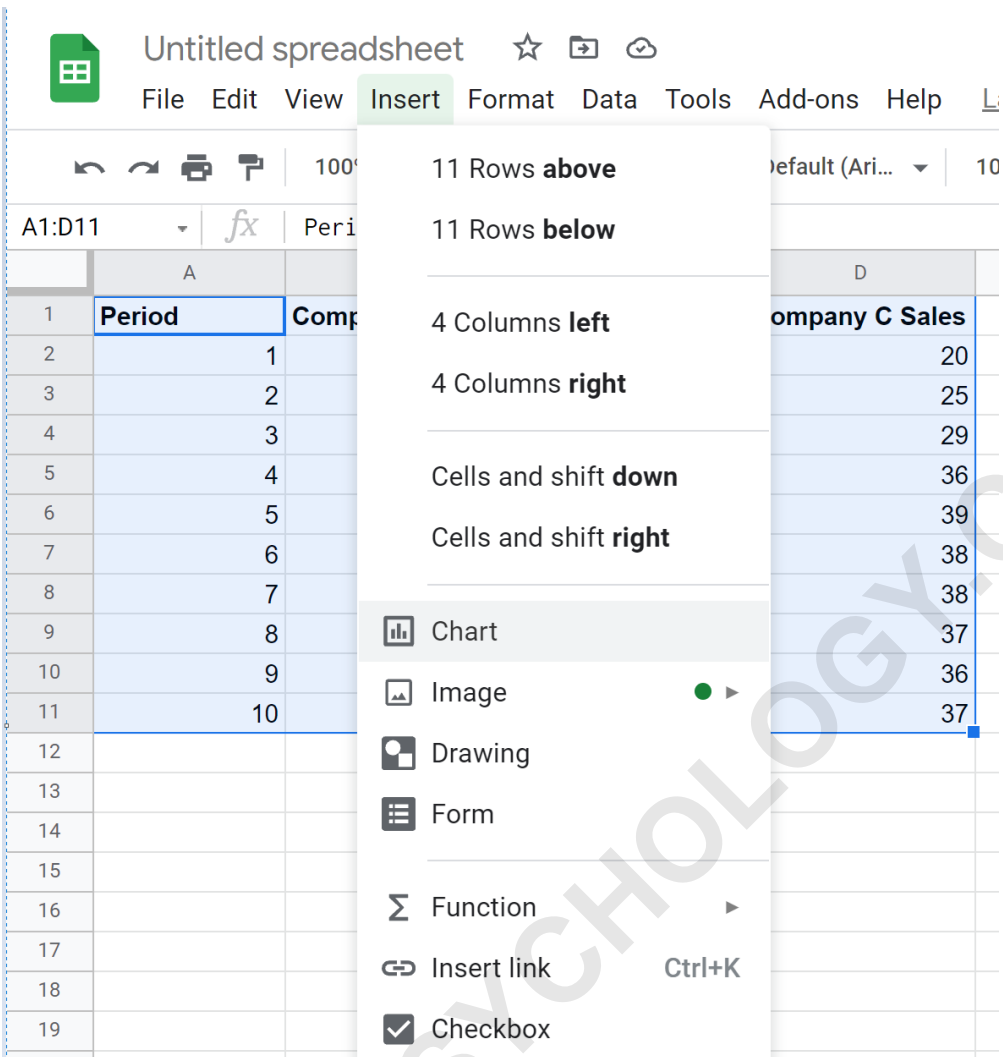 Untitled spreadsheet
File Edit View Insert Format Data Tools Add-ons Help
100% 
11 Rows above
11 Rows below
4 Columns left
4 Columns right
Cells and shift down
Cells and shift right
Chart
Image
Drawing
Form
Function
Insert link Ctrl+K
Checkbox
Default (Ari... 10
A1:D11 fx Peri
A D
1 Period Comp ompany C Sales
2 1 20
3 2 25
4 3 29
5 4 36
6 5 39
7 6 38
8 7 38
9 8 37
10 9 36
11 10 37
12
13
14
15
16
17
18
19
SYCHOLOGY.C